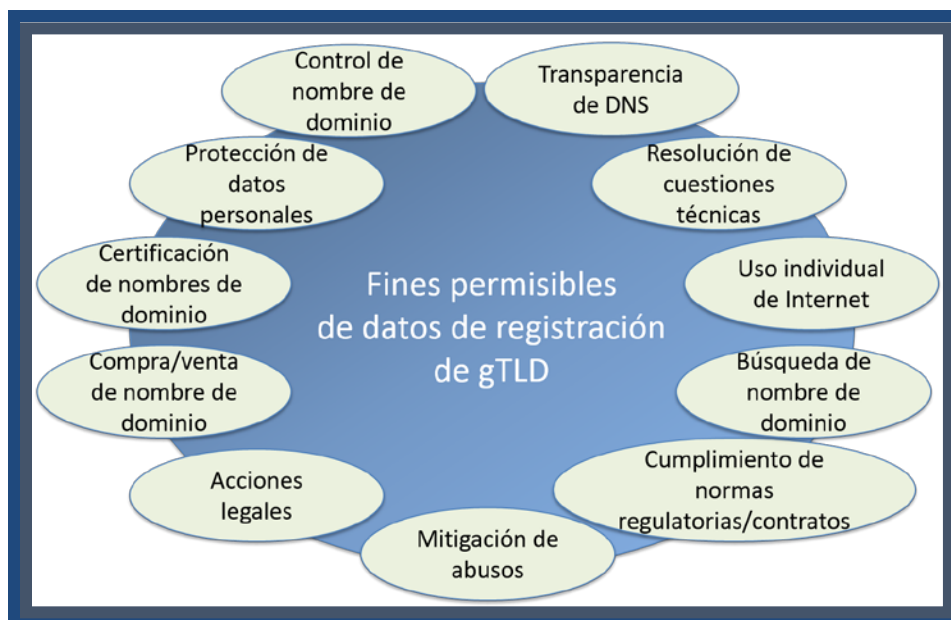 Control de
nombre de
dominio
Transparencia
de DNS
Protección de
datos
personales
Resolución de
cuestiones
técnicas
Certificación
de nombres de
dominio
Uso individual
de Internet
Fines permisibles
de datos de registración
de gTLD
Compra/venta
de nombre de
dominio
Búsqueda de
nombre de
dominio
Acciones
legales
Cumplimiento de
normas
regulatorias/contratos
Mitigación de
abusos